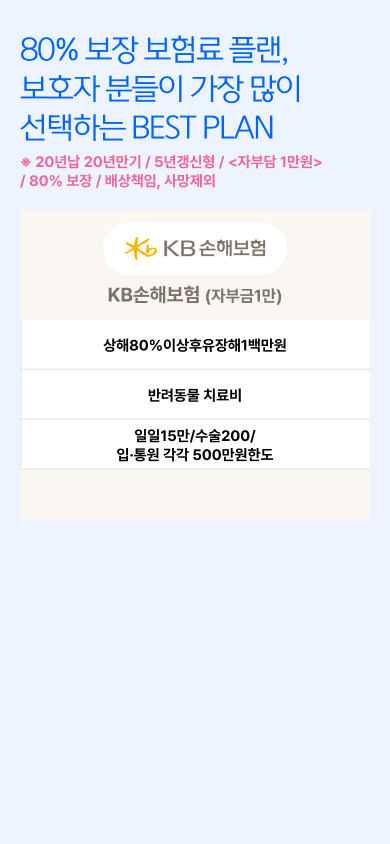 80% 보장 보험료 플랜,
보호자 분들이 가장 많이
선택하는 BEST PLAN
※ 20년납 20년만기 / 5년갱신형 / <자부담 1만원>
/ 80% 보장 / 배상책임, 사망제외
KB손해보험
KB손해보험 (자부금1만)
상해80%이상후유장해1백만원
반려동물 치료비
일일15만/수술200/
입·통원 각각 500만원한도